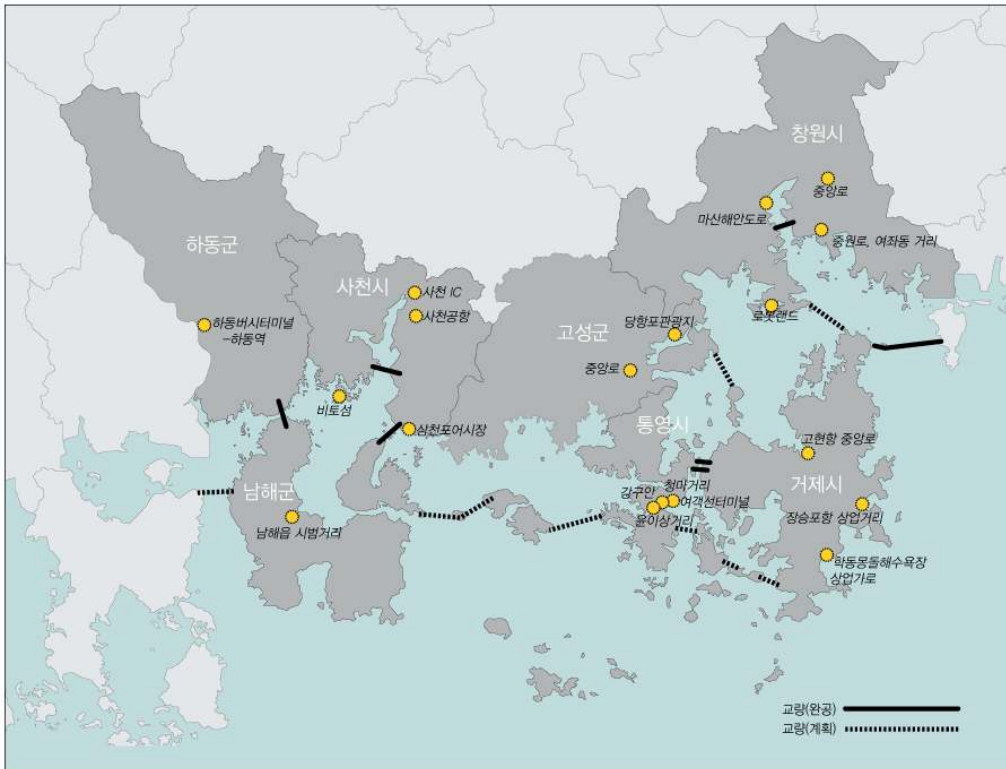 창원시
중앙로
마산해안도로
중원로, 여좌동 거리
하동군
사천시
사천 IC
사천공항
하동버시터미널
-하동역
고성군
당항포관광지
로봇랜드
중앙로
비토섬
삼천포어시장
통영시
고현항 중앙로
남해군
청마거리
거제시
강구안
여객선터미널
윤이상거리
장승포항 상업거리
남해읍 시범거리
학동몽돌해수욕장
상업가로
교량(완공)
교량(계획)